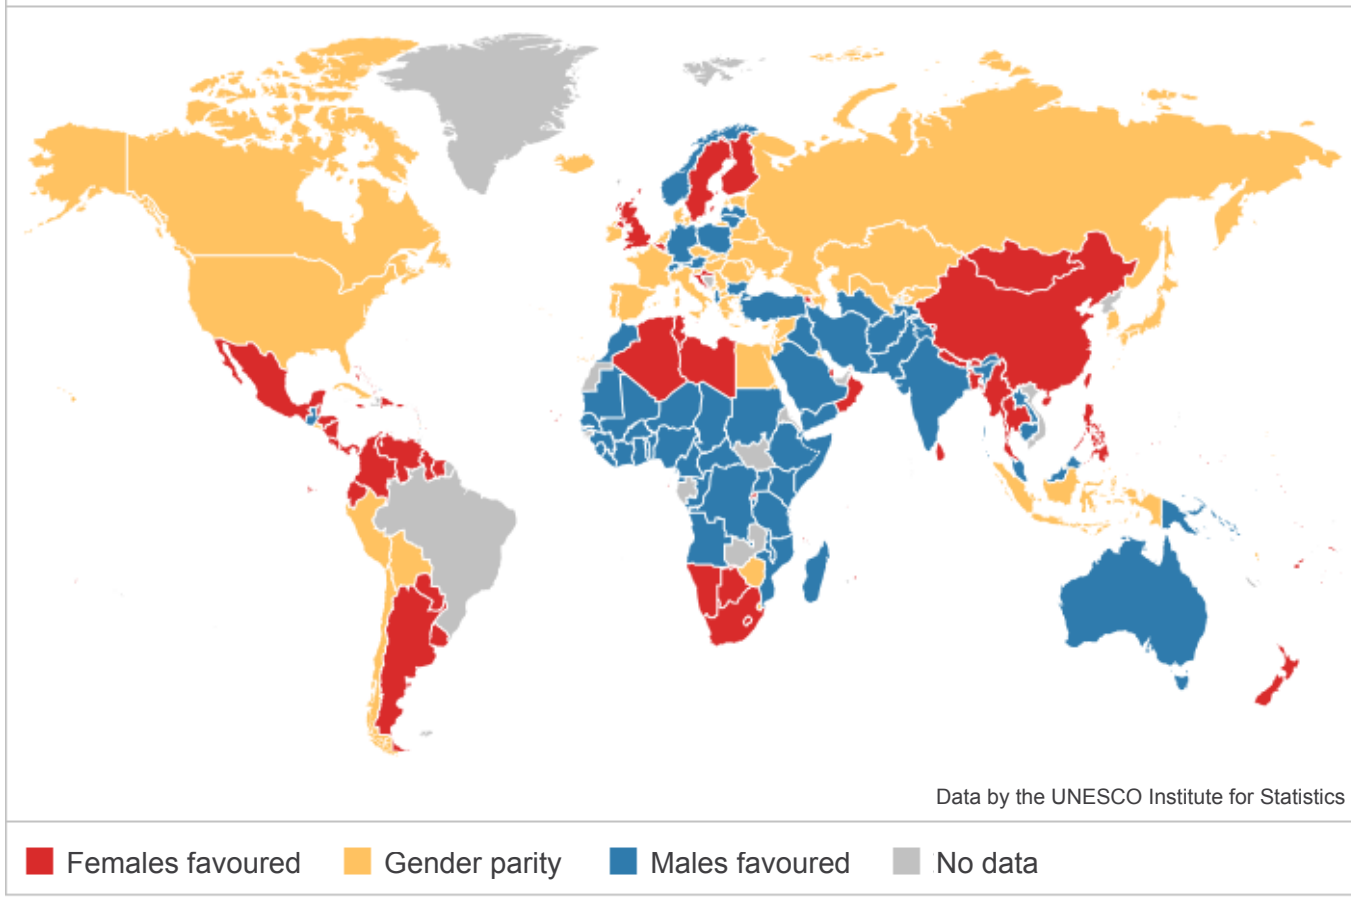 Data by the UNESCO Institute for Statistics
Females favoured Gender parity Males favoured No data